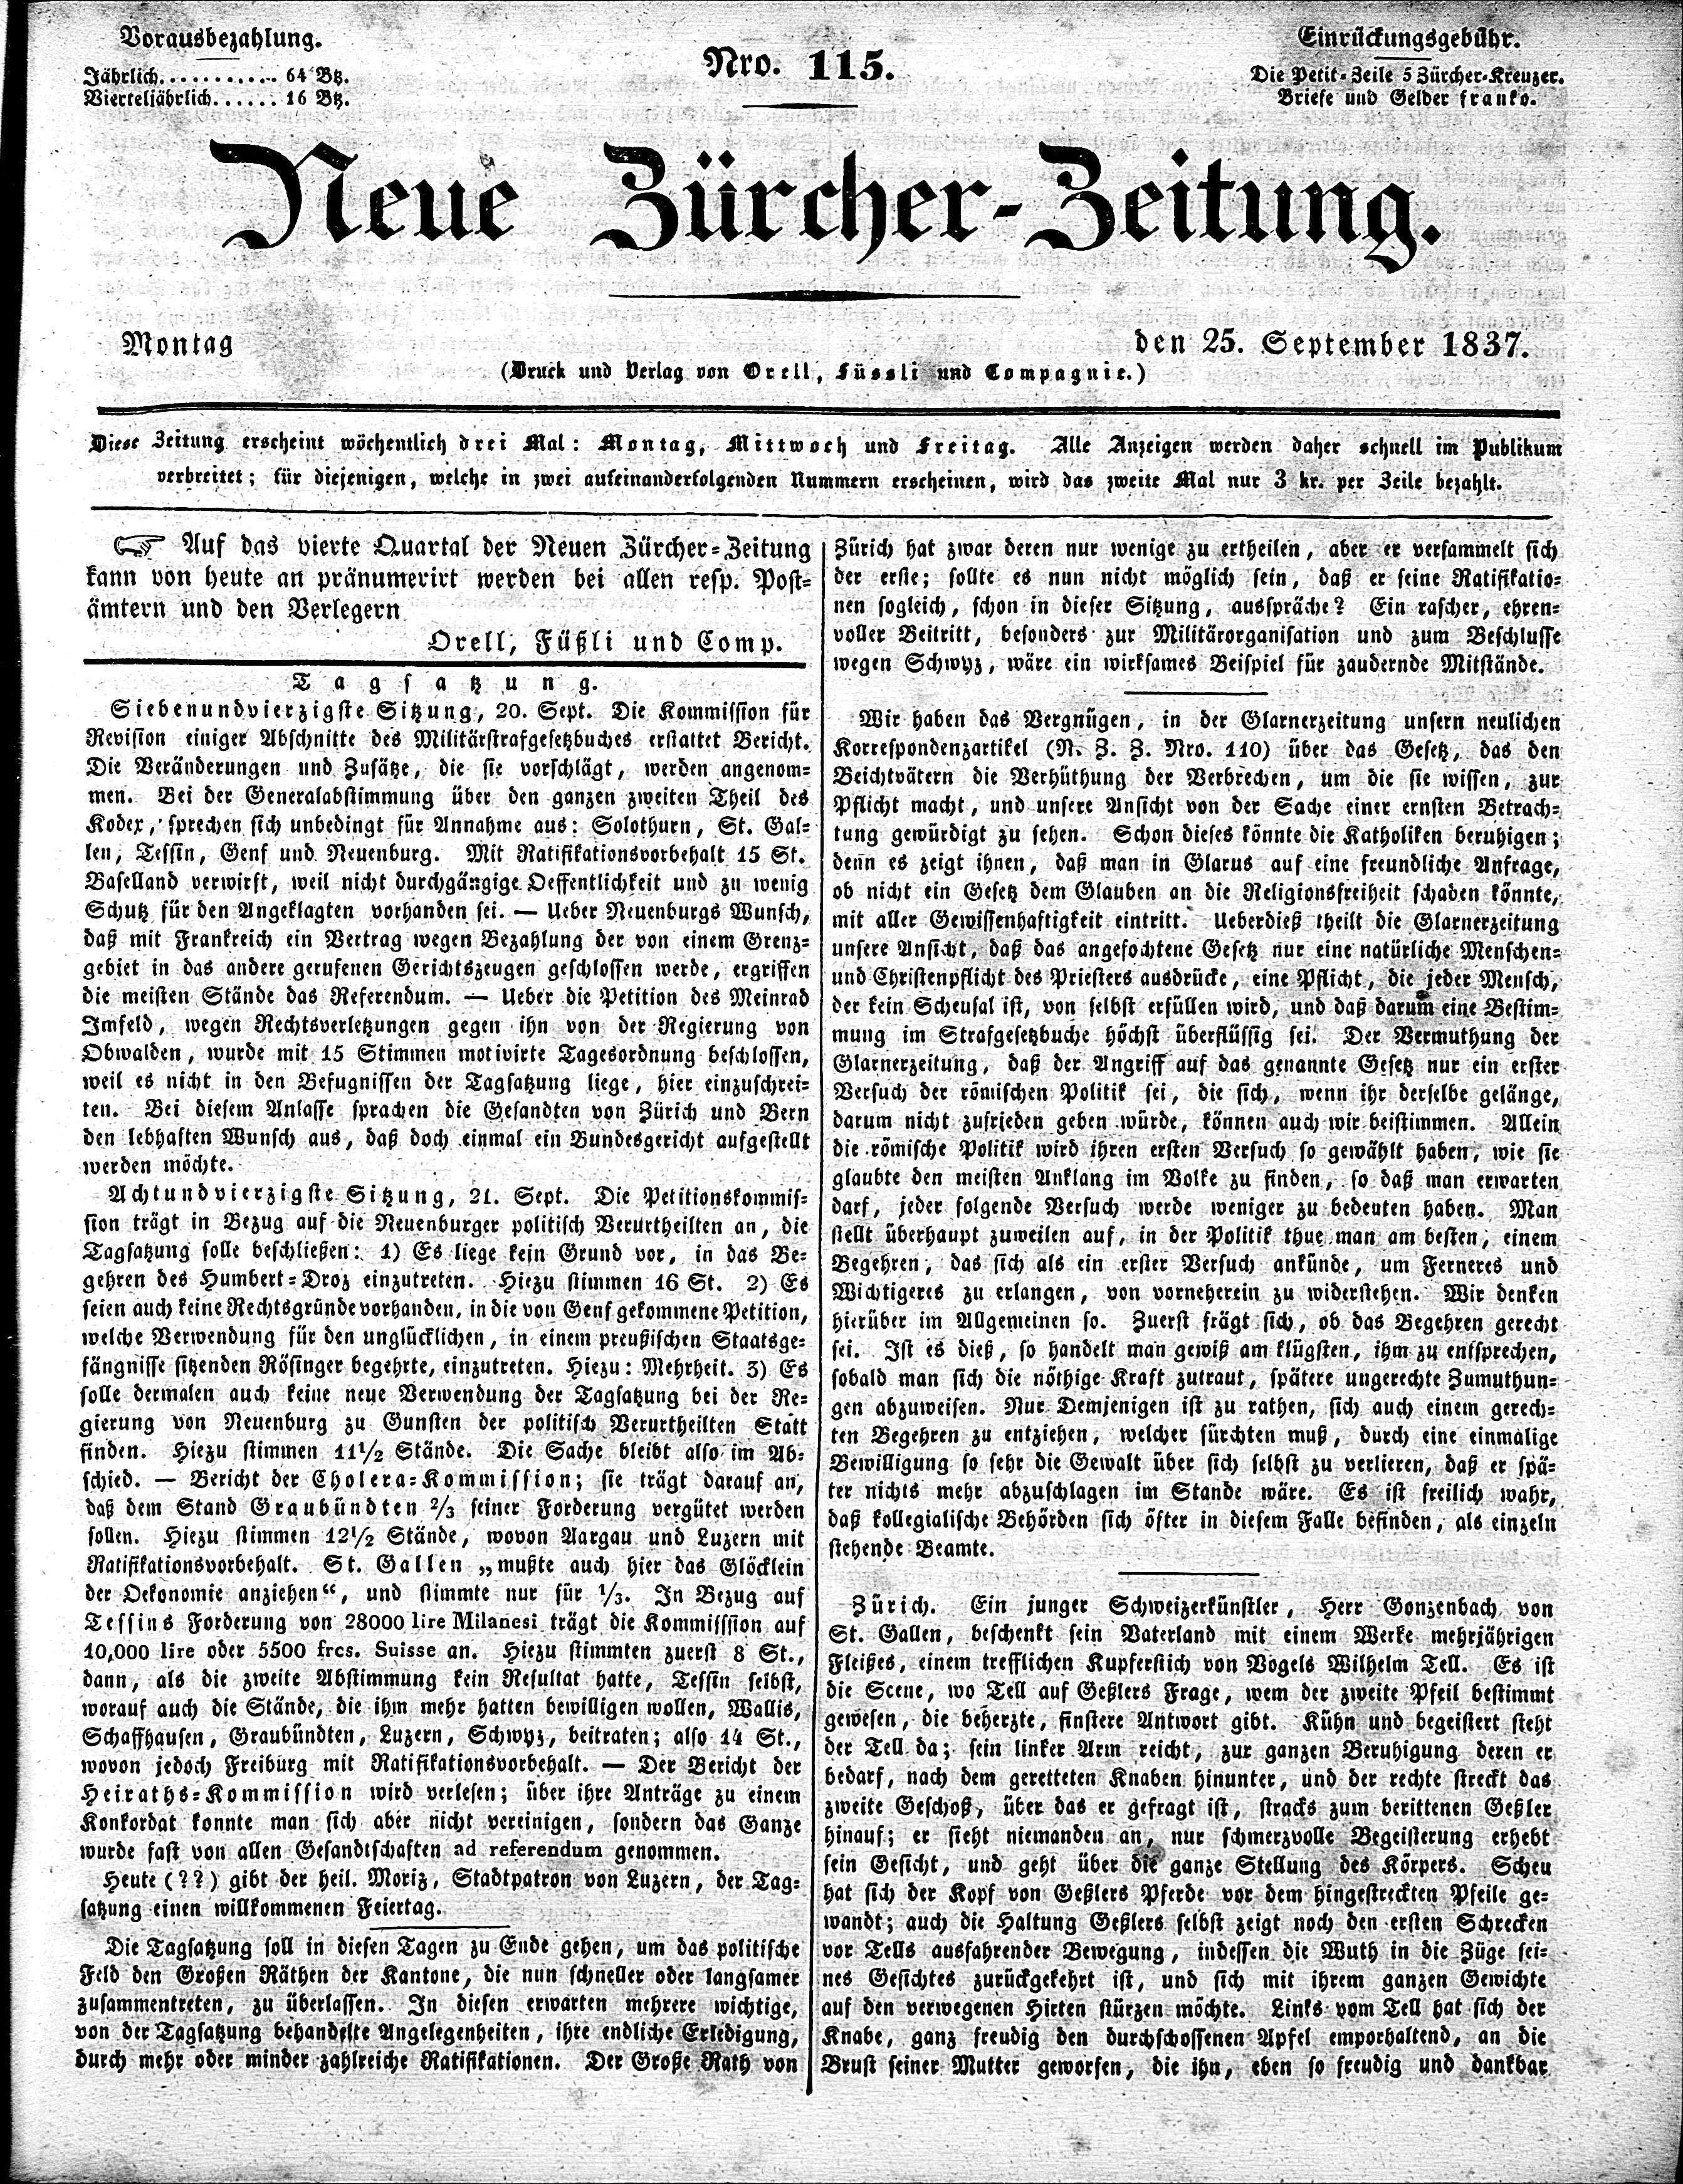 Vorausbezahlung.
Jährlich........... 64 Btz.
Vierteljährlich...... 16 Btz.
Nro. 115.
Einrückungsgebühr.
Die Petit-Zeile 5 Zürcher-Kreuzer.
Briefe und Gelder franko.
Neue Zürcher-Zeitung.
Montag den 25. September 1837.
(Druck und Verlag von Orell, Füssli und Compagnie.)
Diese Zeitung erscheint wöchentlich drei Mal: Montag, Mittwoch und Freitag. Alle Anzeigen werden daher schnell im Publikum
verbreitet; für diejenigen, welche in zwei aufeinanderfolgenden Nummern erscheinen, wird das zweite Mal nur 3 kr. per Zeile bezahlt.
☞ Auf das vierte Quartal der Neuen Zürcher-Zeitung
kann von heute an pränumerirt werden bei allen resp. Post-
ämtern und den Verlegern
Orell, Füßli und Comp.
Tagsatzung.
Siebenundvierzigste Sitzung, 20. Sept. Die Kommission für
Revision einiger Abschnitte des Militärstrafgesetzbuches erstattet Bericht.
Die Veränderungen und Zusätze, die sie vorschlägt, werden angenom-
men. Bei der Generalabstimmung über den ganzen zweiten Theil des
Kodex, sprechen sich unbedingt für Annahme aus: Solothurn, St. Gal-
len, Tessin, Genf und Neuenburg. Mit Ratifikationsvorbehalt 15 St.
Baselland verwirft, weil nicht durchgängige Oeffentlichkeit und zu wenig
Schutz für den Angeklagten vorhanden sei. — Ueber Neuenburgs Wunsch,
daß mit Frankreich ein Vertrag wegen Bezahlung der von einem Grenz-
gebiet in das andere gerufenen Gerichtszeugen geschlossen werde, ergriffen
die meisten Stände das Referendum. — Ueber die Petition des Meinrad
Imfeld, wegen Rechtsverletzungen gegen ihn von der Regierung von
Obwalden, wurde mit 15 Stimmen motivirte Tagesordnung beschlossen,
weil es nicht in den Befugnissen der Tagsatzung liege, hier einzuschrei-
ten. Bei diesem Anlasse sprachen die Gesandten von Zürich und Bern
den lebhaften Wunsch aus, daß doch einmal ein Bundesgericht aufgestellt
werden möchte.
Achtundvierzigste Sitzung, 21. Sept. Die Petitionskommis-
sion trägt in Bezug auf die Neuenburger politisch Verurtheilten an, die
Tagsatzung solle beschließen: 1) Es liege kein Grund vor, in das Be-
gehren des Humbert-Droz einzutreten. Hiezu stimmen 16 St. 2) Es
seien auch keine Rechtsgründe vorhanden, in die von Genf gekommene Petition,
welche Verwendung für den unglücklichen, in einem preußischen Staatsge-
fängnisse sitzenden Rösinger begehrte, einzutreten. Hiezu: Mehrheit. 3) Es
solle dermalen auch keine neue Verwendung der Tagsatzung bei der Re-
gierung von Neuenburg zu Gunsten der politisch Verurtheilten Statt
finden. Hiezu stimmen 11½ Stände. Die Sache bleibt also im Ab-
schied. — Bericht der Cholera-Kommission; sie trägt darauf an,
daß dem Stand Graubündten ⅔ seiner Forderung vergütet werden
sollen. Hiezu stimmen 12½ Stände, wovon Aargau und Luzern mit
Ratifikationsvorbehalt. St. Gallen „mußte auch hier das Glöcklein
der Oekonomie anziehen“, und stimmte nur für ⅓. In Bezug auf
Tessins Forderung von 28000 lire Milanesi trägt die Kommisssion auf
10,000 lire oder 5500 frcs. Suisse an. Hiezu stimmten zuerst 8 St.,
dann, als die zweite Abstimmung kein Resultat hatte, Tessin selbst,
worauf auch die Stände, die ihm mehr hatten bewilligen wollen, Wallis,
Schaffhausen, Graubündten, Luzern, Schwyz, beitraten; also 14 St.,
wovon jedoch Freiburg mit Ratifikationsvorbehalt. — Der Bericht der
Heiraths-Kommission wird verlesen; über ihre Anträge zu einem
Konkordat konnte man sich aber nicht vereinigen, sondern das Ganze
wurde fast von allen Gesandtschaften ad referendum genommen.
Heute (??) gibt der heil. Moriz, Stadtpatron von Luzern, der Tag-
satzung einen willkommenen Feiertag.
Die Tagsatzung soll in diesen Tagen zu Ende gehen, um das politische
Feld den Großen Räthen der Kantone, die nun schneller oder langsamer
zusammentreten, zu überlassen. In diesen erwarten mehrere wichtige,
von der Tagsatzung behandelte Angelegenheiten, ihre endliche Erledigung,
durch mehr oder minder zahlreiche Ratifikationen. Der Große Rath von
Zürich hat zwar deren nur wenige zu ertheilen, aber er versammelt sich
der erste; sollte es nun nicht möglich sein, daß er seine Ratifikatio-
nen sogleich, schon in dieser Sitzung, ausspräche? Ein rascher, ehren-
voller Beitritt, besonders zur Militärorganisation und zum Beschlusse
wegen Schwyz, wäre ein wirksames Beispiel für zaudernde Mitstände.
Wir haben das Vergnügen, in der Glarnerzeitung unsern neulichen
Korrespondenzartikel (N. Z. Z. Nro. 110) über das Gesetz, das den
Beichtvätern die Verhüthung der Verbrechen, um die sie wissen, zur
Pflicht macht, und unsere Ansicht von der Sache einer ernsten Betrach-
tung gewürdigt zu sehen. Schon dieses könnte die Katholiken beruhigen;
denn es zeigt ihnen, daß man in Glarus auf eine freundliche Anfrage,
ob nicht ein Gesetz dem Glauben an die Religionsfreiheit schaden könnte,
mit aller Gewissenhaftigkeit eintritt. Ueberdieß theilt die Glarnerzeitung
unsere Ansicht, daß das angefochtene Gesetz nur eine natürliche Menschen-
und Christenpflicht des Priesters ausdrücke, eine Pflicht, die jeder Mensch,
der kein Scheusal ist, von selbst erfüllen wird, und daß darum eine Bestim-
mung im Strafgesetzbuche höchst überflüssig sei. Der Vermuthung der
Glarnerzeitung, daß der Angriff auf das genannte Gesetz nur ein erster
Versuch der römischen Politik sei, die sich, wenn ihr derselbe gelänge,
darum nicht zufrieden geben würde, können auch wir beistimmen. Allein
die römische Politik wird ihren ersten Versuch so gewählt haben, wie sie
glaubte den meisten Anklang im Volke zu finden, so daß man erwarten
darf, jeder folgende Versuch werde weniger zu bedeuten haben. Man
stellt überhaupt zuweilen auf, in der Politik thue man am besten, einem
Begehren, das sich als ein erster Versuch ankünde, um Ferneres und
Wichtigeres zu erlangen, von vorneherein zu widerstehen. Wir denken
hierüber im Allgemeinen so. Zuerst frägt sich, ob das Begehren gerecht
sei. Ist es dieß, so handelt man gewiß am klügsten, ihm zu entsprechen,
sobald man sich die nöthige Kraft zutraut, spätere ungerechte Zumuthun-
gen abzuweisen. Nur Demjenigen ist zu rathen, sich auch einem gerech-
ten Begehren zu entziehen, welcher fürchten muß, durch eine einmalige
Bewilligung so sehr die Gewalt über sich selbst zu verlieren, daß er spä-
ter nichts mehr abzuschlagen im Stande wäre. Es ist freilich wahr,
daß kollegialische Behörden sich öfter in diesem Falle befinden, als einzeln
stehende Beamte.
Zürich. Ein junger Schweizerkünstler, Herr Gonzenbach von
St. Gallen, beschenkt sein Vaterland mit einem Werke mehrjährigen
Fleißes, einem trefflichen Kupferstich von Vogels Wilhelm Tell. Es ist
die Scene, wo Tell auf Geßlers Frage, wem der zweite Pfeil bestimmt
gewesen, die beherzte, finstere Antwort gibt. Kühn und begeistert steht
der Tell da; sein linker Arm reicht, zur ganzen Beruhigung deren er
bedarf, nach dem geretteten Knaben hinunter, und der rechte streckt das
zweite Geschoß, über das er gefragt ist, stracks zum berittenen Geßler
hinauf; er sieht niemanden an, nur schmerzvolle Begeisterung erhebt
sein Gesicht, und geht über die ganze Stellung des Körpers. Scheu
hat sich der Kopf von Geßlers Pferde vor dem hingestreckten Pfeile ge-
wandt; auch die Haltung Geßlers selbst zeigt noch den ersten Schrecken
vor Tells ausfahrender Bewegung, indessen die Wuth in die Züge sei-
nes Gesichtes zurückgekehrt ist, und sich mit ihrem ganzen Gewichte
auf den verwegenen Hirten stürzen möchte. Links vom Tell hat sich der
Knabe, ganz freudig den durchschossenen Apfel emporhaltend, an die
Brust seiner Mutter geworfen, die ihn, eben so freudig und dankbar